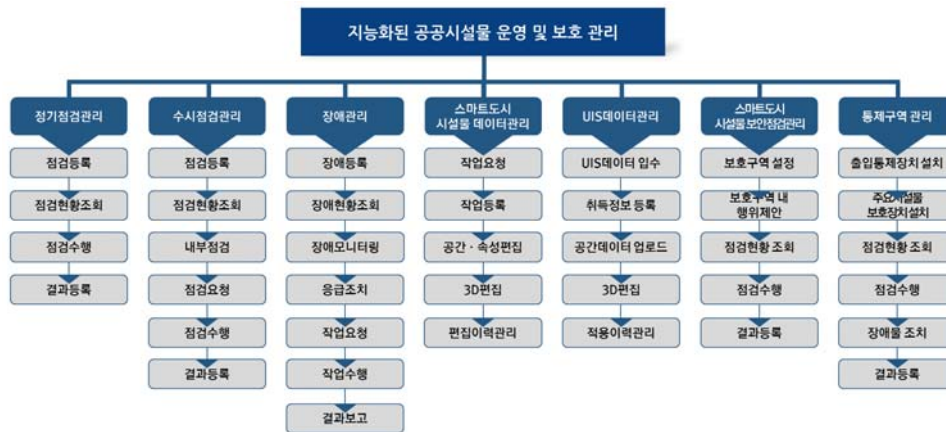 지능화된 공공시설물 운영 및 보호 관리
정기점검관리
점검등록
점검현황조회
점검수행
결과등록
수시점검관리
점검등록
점검현황조회
내부점검
점검요청
점검수행
결과등록
장애관리
장애등록
장애현황조회
장애모니터링
응급조치
작업요청
작업수행
결과보고
스마트도시
시설물 데이터관리
작업요청
작업등록
공간 · 속성편집
3D편집
편집이력관리
UIS데이터관리
UIS데이터 입수
취득정보 등록
공간데이터 업로드
3D편집
적용이력관리
스마트도시
시설물 보안점검관리
보호구역 설정
보호구역 내
행위제안
점검현황 조회
점검수행
결과등록
통제구역 관리
출입통제장치 설치
주요시설물
보호장치설치
점검현황 조회
점검수행
장애물 조치
결과등록